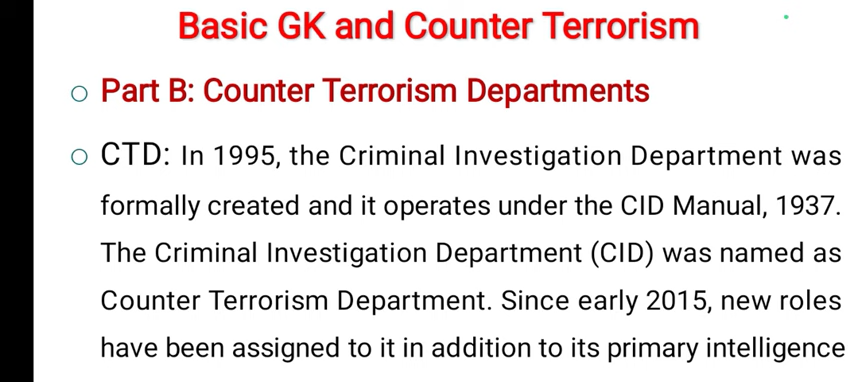 Basic GK and Counter Terrorism
Part B: Counter Terrorism Departments
CTD: In 1995, the Criminal Investigation Department was
formally created and it operates under the CID Manual, 1937.
The Criminal Investigation Department (CID) was named as
Counter Terrorism Department. Since early 2015, new roles
have been assigned to it in addition to its primary intelligence